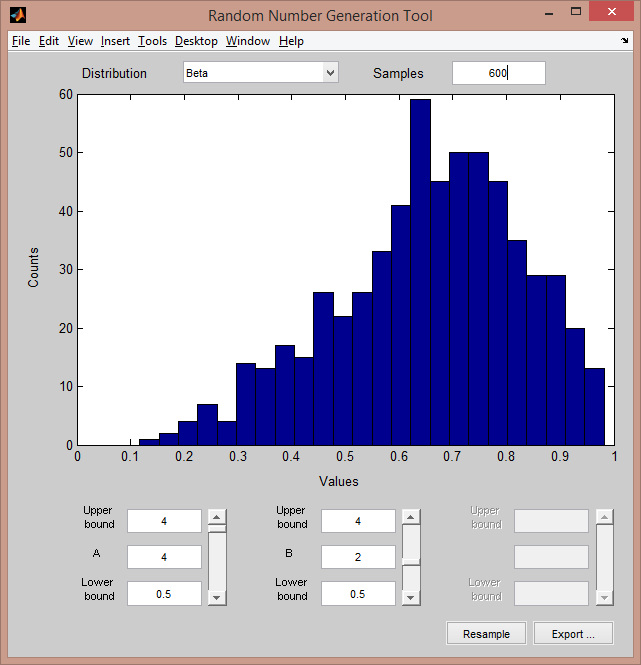 Random Number Generation Tool
File Edit View Insert Tools Desktop Window Help
Distribution Beta Samples 600
60
50
40
30
20
10
0
Counts
0 0.1 0.2 0.3 0.4 0.5 0.6 0.7 0.8 0.9 1
Values
Upper bound 4 Upper bound 4 Upper bound
A 4 B 2
Lower bound 0.5 Lower bound 0.5 Lower bound
Resample Export ...